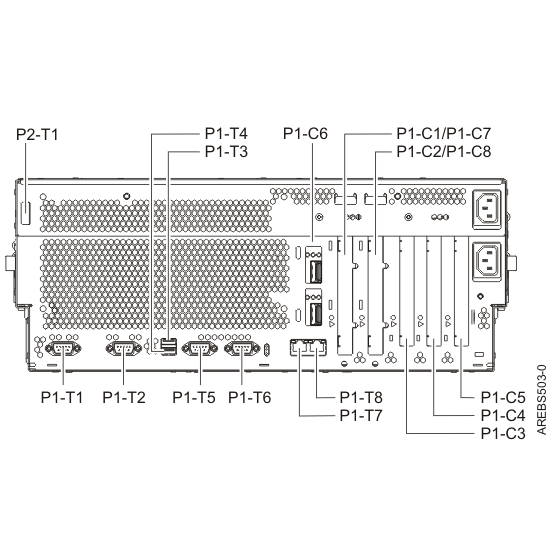 P2-T1
P1-T4
P1-C6
P1-C1/P1-C7
P1-T3
P1-C2/P1-C8
P1-T1
P1-T2
P1-T5
P1-T6
P1-T8
P1-C5
P1-T7
P1-C4
P1-C3
AREBS503-0